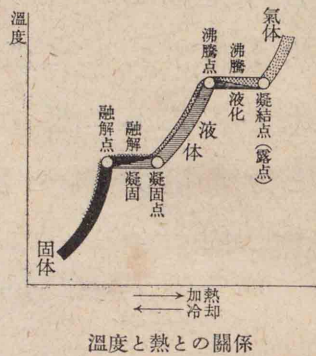 溫度
氣体
沸騰点
沸騰
液化
凝結点(露点)
液体
融解点
融解
凝固
凝固点
固体
加熱
冷却
溫度と熱との關係